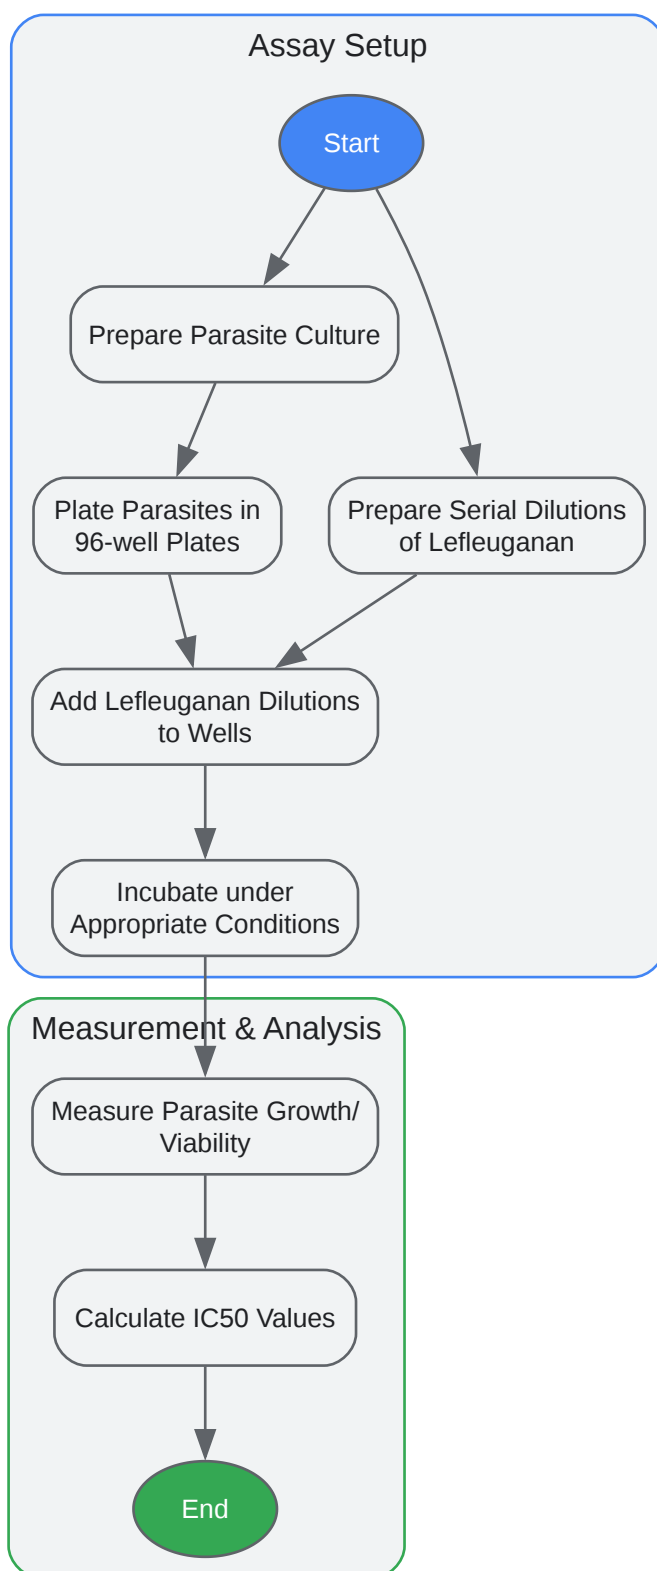 Assay Setup
Start
Prepare Parasite Culture
Plate Parasites in
96-well Plates
Prepare Serial Dilutions
of Lefleuganan
Add Lefleuganan Dilutions
to Wells
Incubate under
Appropriate Conditions
Measurement & Analysis
Measure Parasite Growth/
Viability
Calculate IC50 Values
End